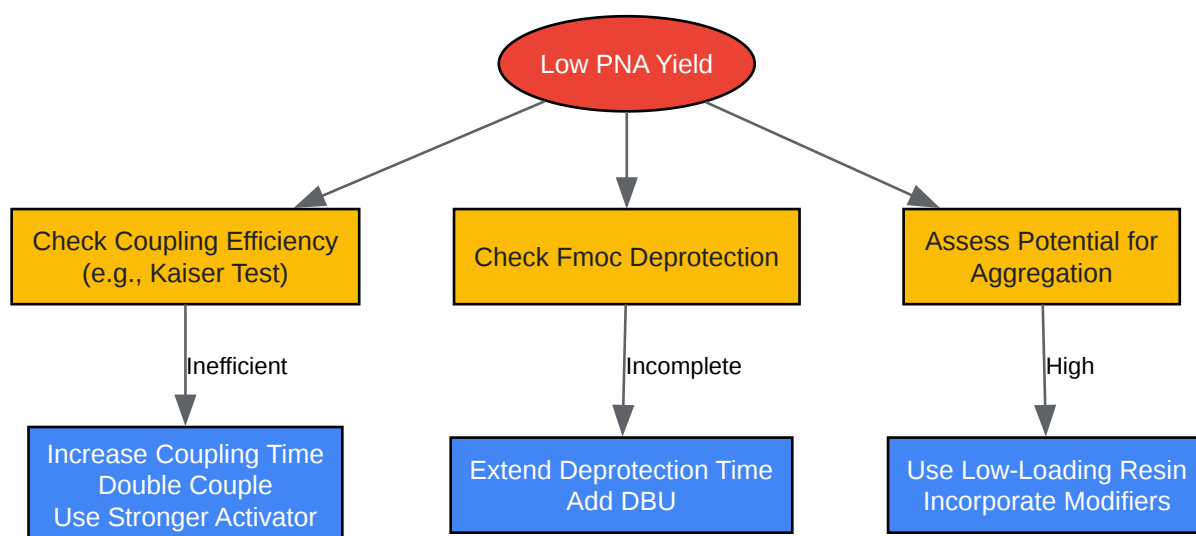 Low PNA Yield
Check Coupling Efficiency
(e.g., Kaiser Test)
Check Fmoc Deprotection
Assess Potential for
Aggregation
Inefficient
Incomplete
High
Increase Coupling Time
Double Couple
Use Stronger Activator
Extend Deprotection Time
Add DBU
Use Low-Loading Resin
Incorporate Modifiers